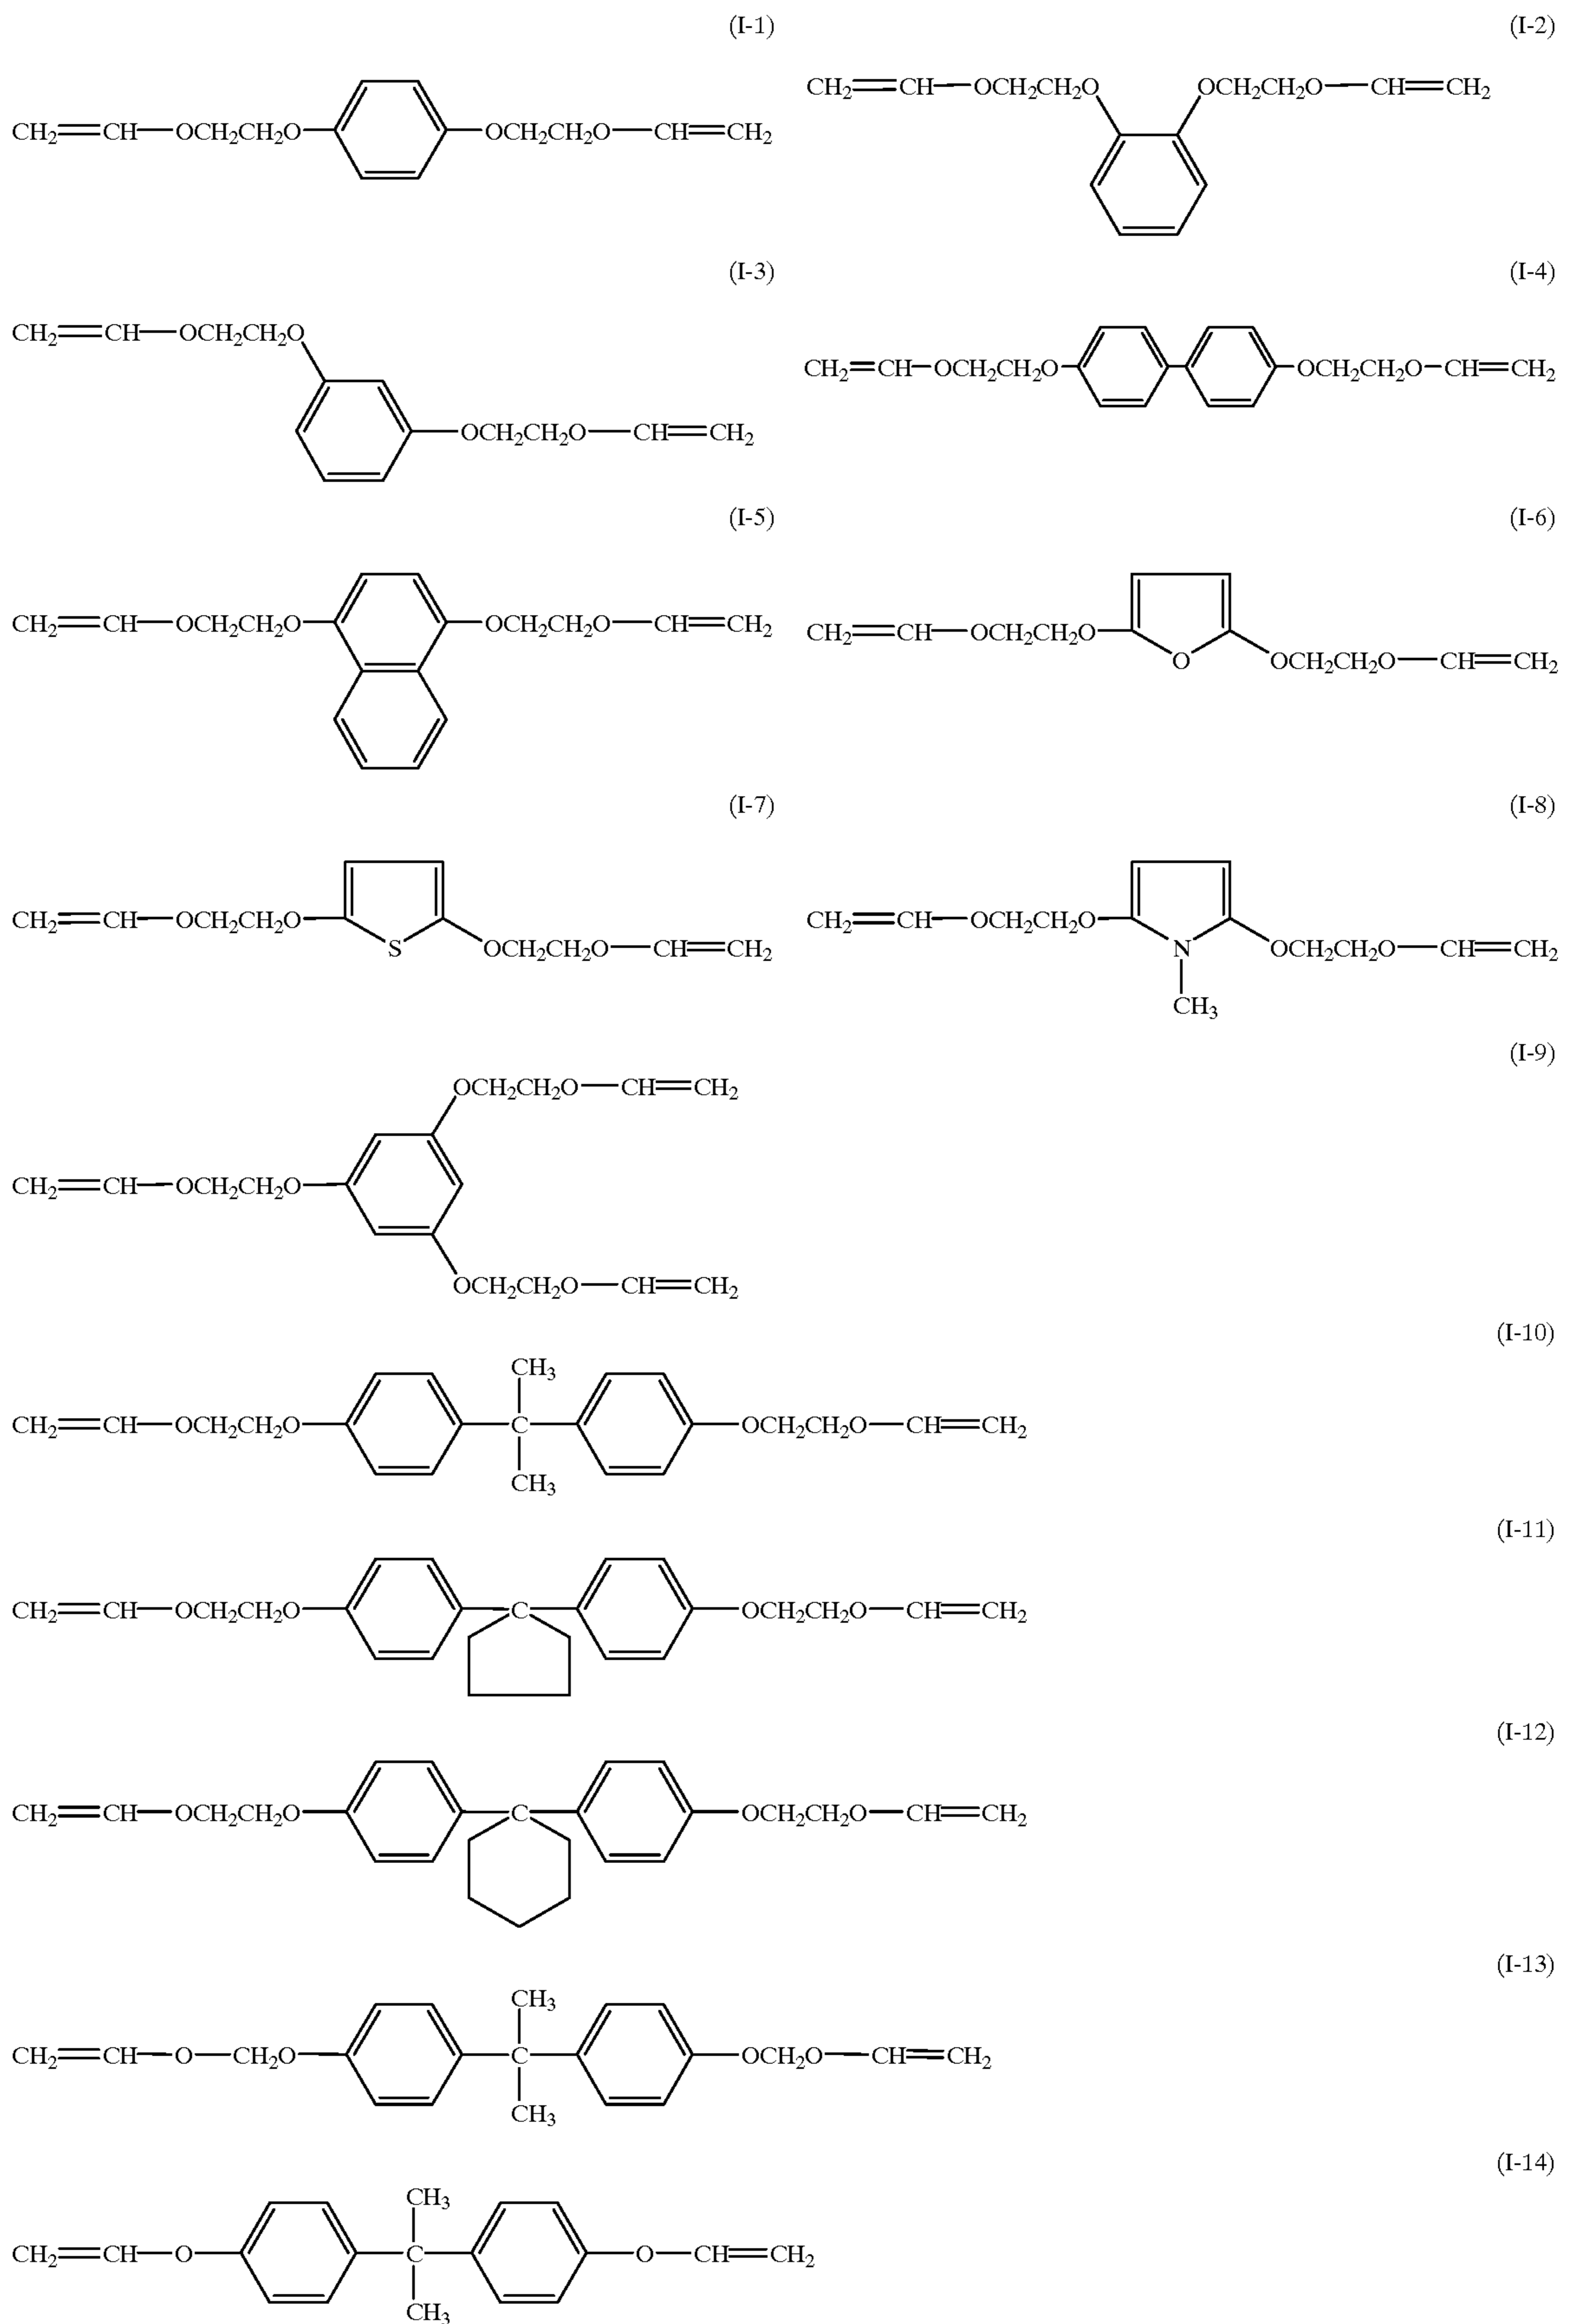 (I-1) (I-2)
CH2=CH—OCH2CH2O OCH2CH2O—CH=CH2 CH2=CH—OCH2CH2O OCH2CH2O—CH=CH2
(I-3) (I-4)
CH2=CH—OCH2CH2O
CH2=CH—OCH2CH2O OCH2CH2O—CH=CH2
OCH2CH2O—CH=CH2
(I-5) (I-6)
CH2=CH—OCH2CH2O OCH2CH2O—CH=CH2 CH2=CH—OCH2CH2O O OCH2CH2O—CH=CH2
(I-7) (I-8)
CH2=CH—OCH2CH2O S OCH2CH2O—CH=CH2 CH2=CH—OCH2CH2O N OCH2CH2O—CH=CH2
CH3
(I-9)
OCH2CH2O—CH=CH2
CH2=CH—OCH2CH2O
OCH2CH2O—CH=CH2
(I-10)
CH3
CH2=CH—OCH2CH2O C OCH2CH2O—CH=CH2
CH3
(I-11)
CH2=CH—OCH2CH2O C OCH2CH2O—CH=CH2
(I-12)
CH2=CH—OCH2CH2O C OCH2CH2O—CH=CH2
(I-13)
CH3
CH2=CH—O—CH2O C OCH2O—CH=CH2
CH3
(I-14)
CH3
CH2=CH—O C O—CH=CH2
CH3